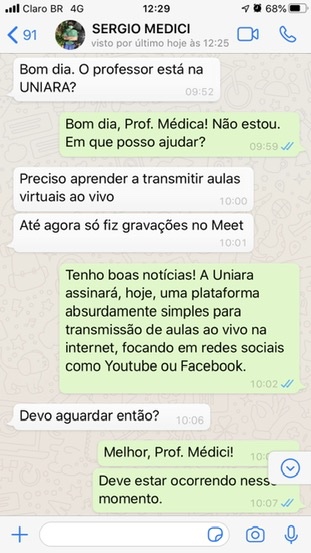 Claro BR 4G 12:29 68%
91 SERGIO MEDICI
visto por último hoje às 12:25
Bom dia. O professor está na
UNIARA?
09:52
Bom dia, Prof. Médica! Não estou.
Em que posso ajudar?
09:59
Preciso aprender a transmitir aulas
virtuais ao vivo
10:00
Até agora só fiz gravações no Meet
10:01
Tenho boas notícias! A Uniara
assinará, hoje, uma plataforma
absurdamente simples para
transmissão de aulas ao vivo na
internet, focando em redes sociais
como Youtube ou Facebook.
10:02
Devo aguardar então?
10:06
Melhor, Prof. Médici!
Deve estar ocorrendo nesse
momento.
10:07